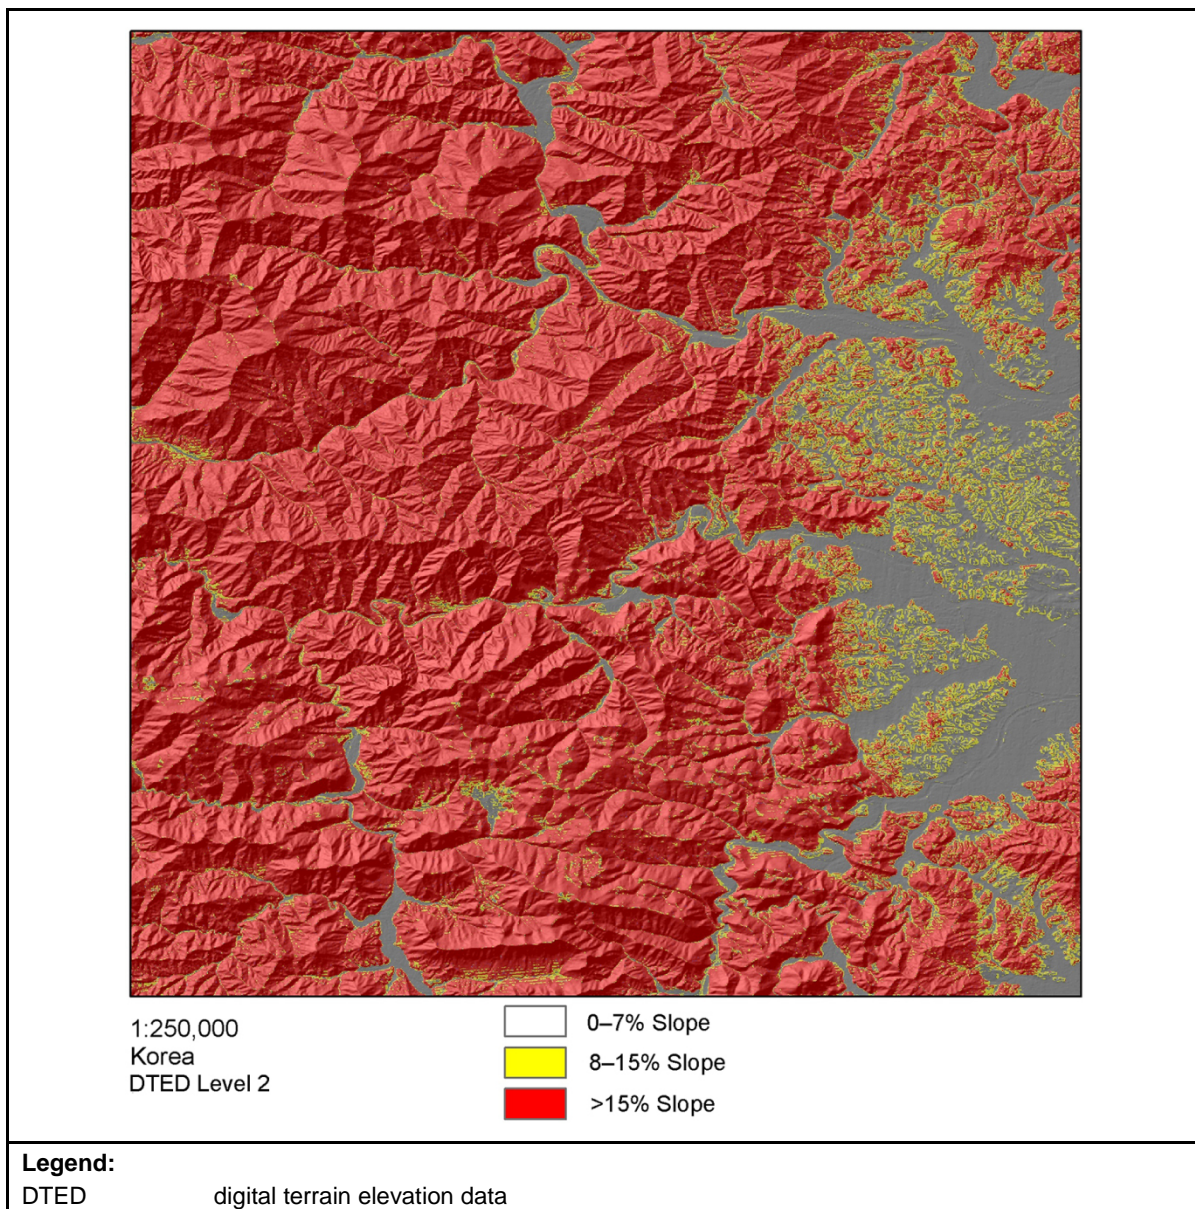 1:250,000
Korea
DTED Level 2
0–7% Slope
8–15% Slope
>15% Slope
Legend:
DTED digital terrain elevation data